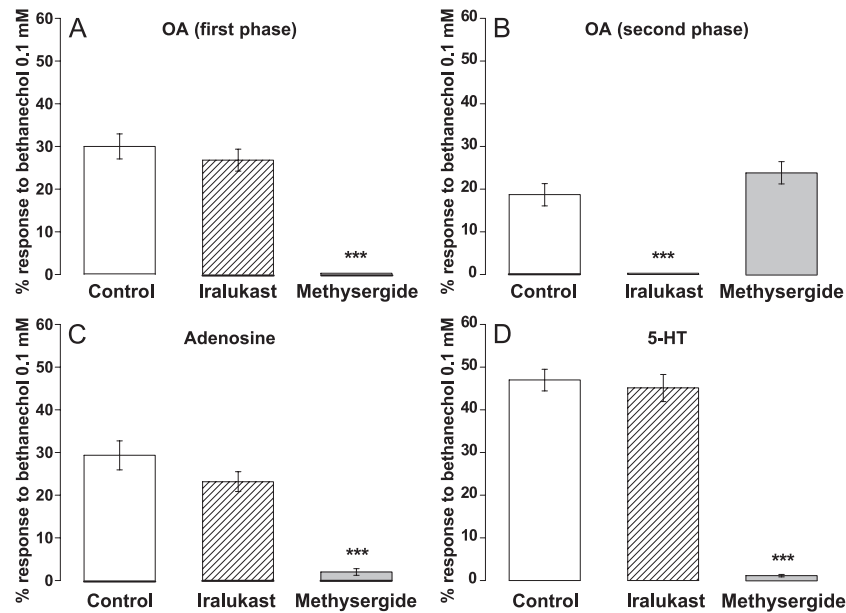 A
OA (first phase)
% response to bethanechol 0.1 mM
60
50
40
30
20
10
0
***
Control
Iralukast
Methysergide
B
OA (second phase)
% response to bethanechol 0.1 mM
60
50
40
30
20
10
0
***
Control
Iralukast
Methysergide
C
Adenosine
% response to bethanechol 0.1 mM
60
50
40
30
20
10
0
***
Control
Iralukast
Methysergide
D
5-HT
% response to bethanechol 0.1 mM
60
50
40
30
20
10
0
***
Control
Iralukast
Methysergide